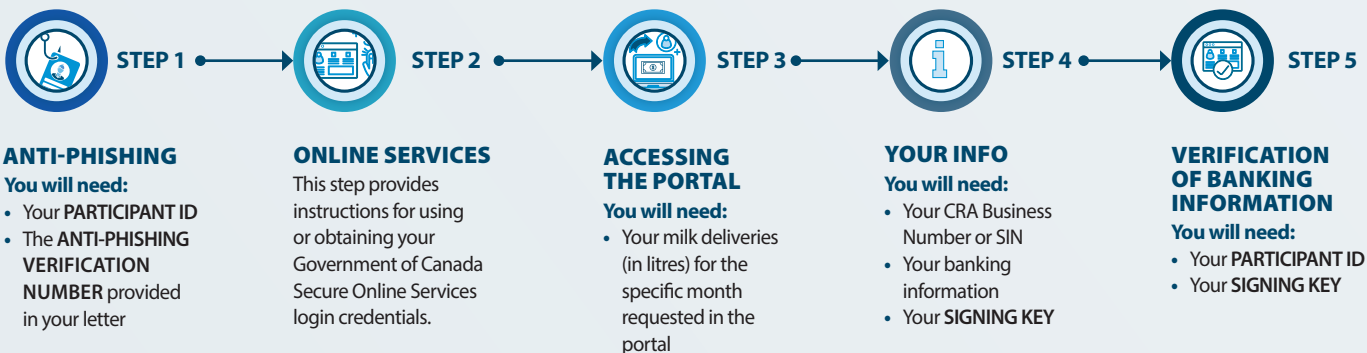 STEP 1
STEP 2
STEP 3
STEP 4
STEP 5
ANTI-PHISHING
You will need:
• Your PARTICIPANT ID
• The ANTI-PHISHING
VERIFICATION
NUMBER provided
in your letter
ONLINE SERVICES
This step provides
instructions for using
or obtaining your
Government of Canada
Secure Online Services
login credentials.
ACCESSING
THE PORTAL
You will need:
• Your milk deliveries
(in litres) for the
specific month
requested in the
portal
YOUR INFO
You will need:
• Your CRA Business
Number or SIN
• Your banking
information
• Your SIGNING KEY
VERIFICATION
OF BANKING
INFORMATION
You will need:
• Your PARTICIPANT ID
• Your SIGNING KEY